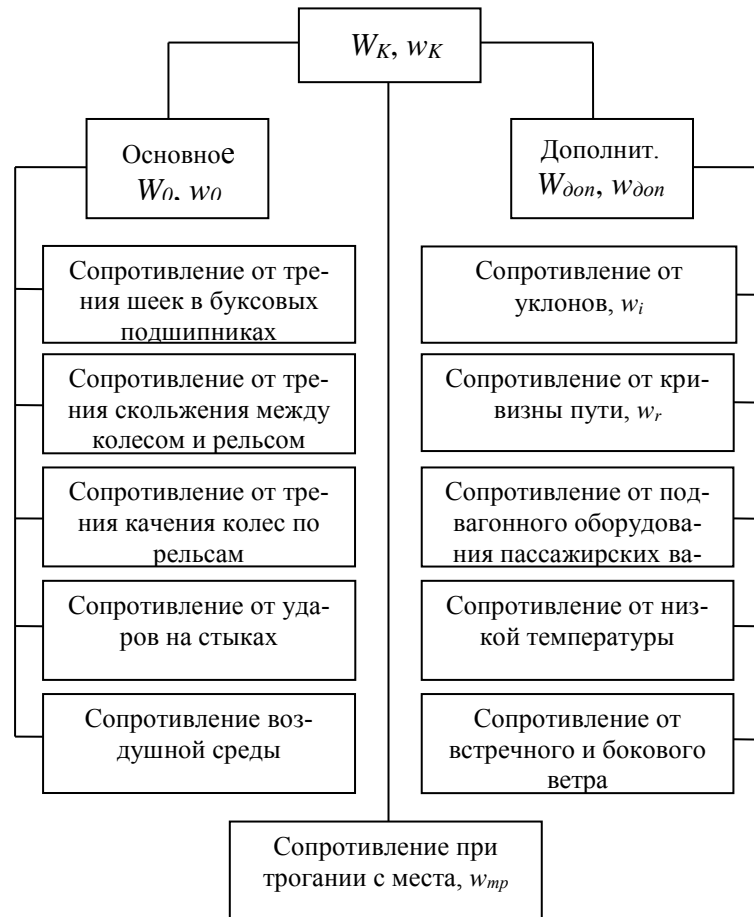 W_K, w_K
Основное
W_0, w_0
Дополнит.
W_доп, w_доп
Сопротивление от тре-
ния шеек в буксовых
подшипниках
Сопротивление от тре-
ния скольжения между
колесом и рельсом
Сопротивление от тре-
ния качения колес по
рельсам
Сопротивление от уда-
ров на стыках
Сопротивление воз-
душной среды
Сопротивление от
уклонов, w_i
Сопротивление от кри-
визны пути, w_r
Сопротивление от под-
вагонного оборудова-
ния пассажирских ва-
Сопротивление от низ-
кой температуры
Сопротивление от
встречного и бокового
ветра
Сопротивление при
трогании с места, w_тр